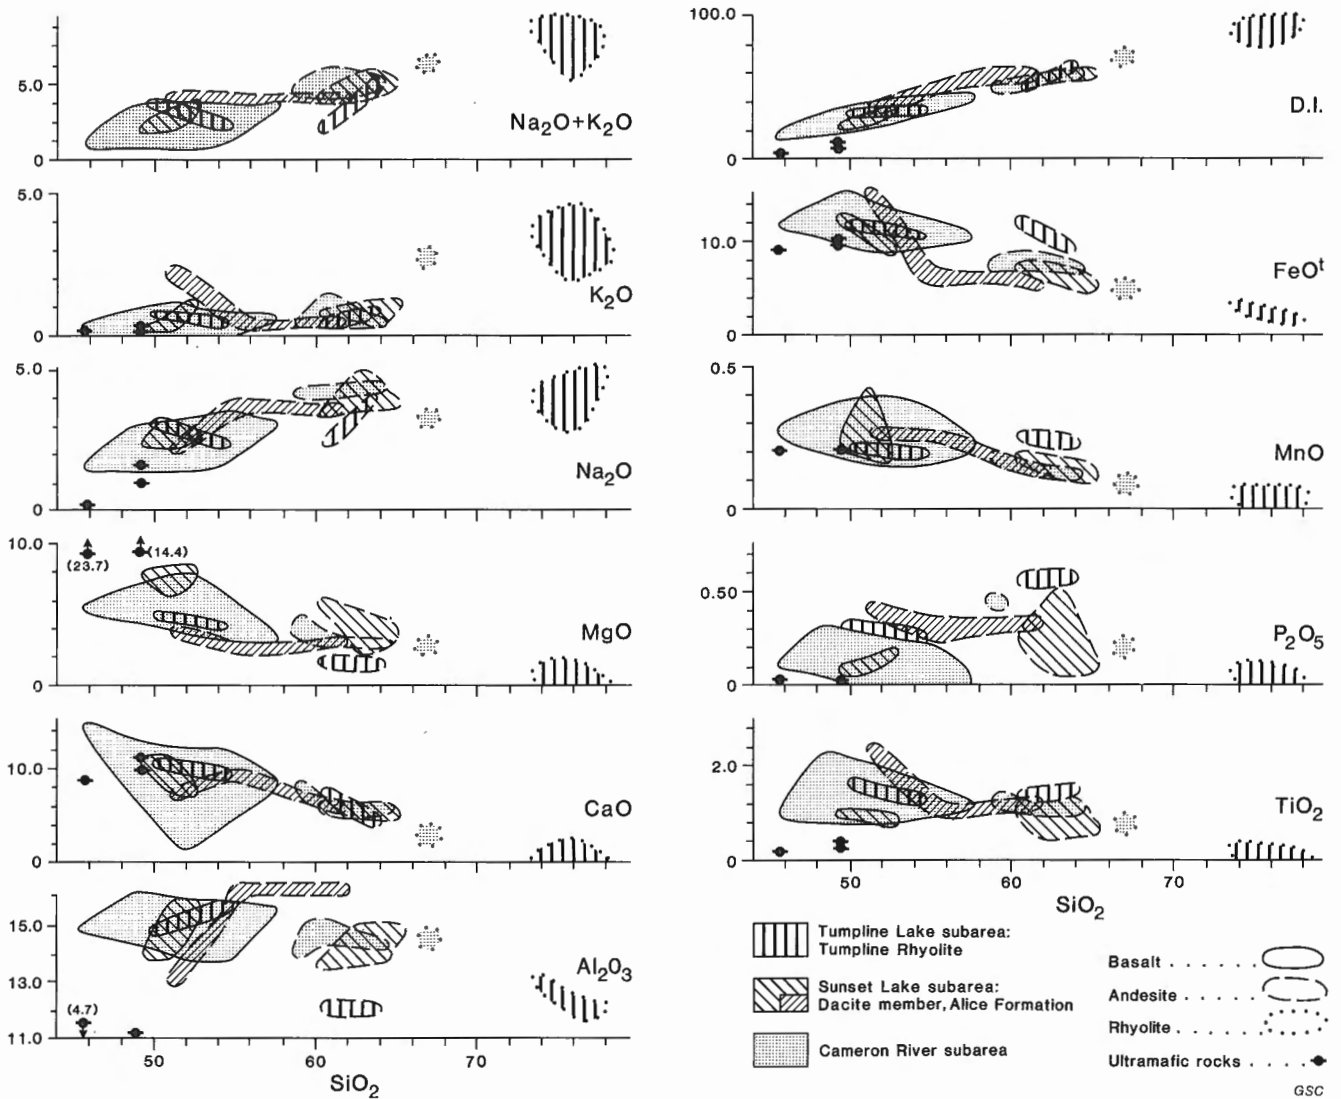 5.0
0
Na2O+K2O
5.0
0
K2O
5.0
0
Na2O
10.0
0
(23.7)
(14.4)
MgO
10.0
0
CaO
15.0
13.0
11.0
(4.7)
Al2O3
50
60
70
SiO2
100.0
0
D.I.
10.0
0
FeOt
0.5
0
MnO
0.50
0
P2O5
2.0
0
TiO2
50
60
70
SiO2
Tumpline Lake subarea:
Tumpline Rhyolite
Sunset Lake subarea:
Dacite member, Alice Formation
Cameron River subarea
Basalt . . . . . .
Andesite . . . . .
Rhyolite . . . . .
Ultramafic rocks . . . .
GSC